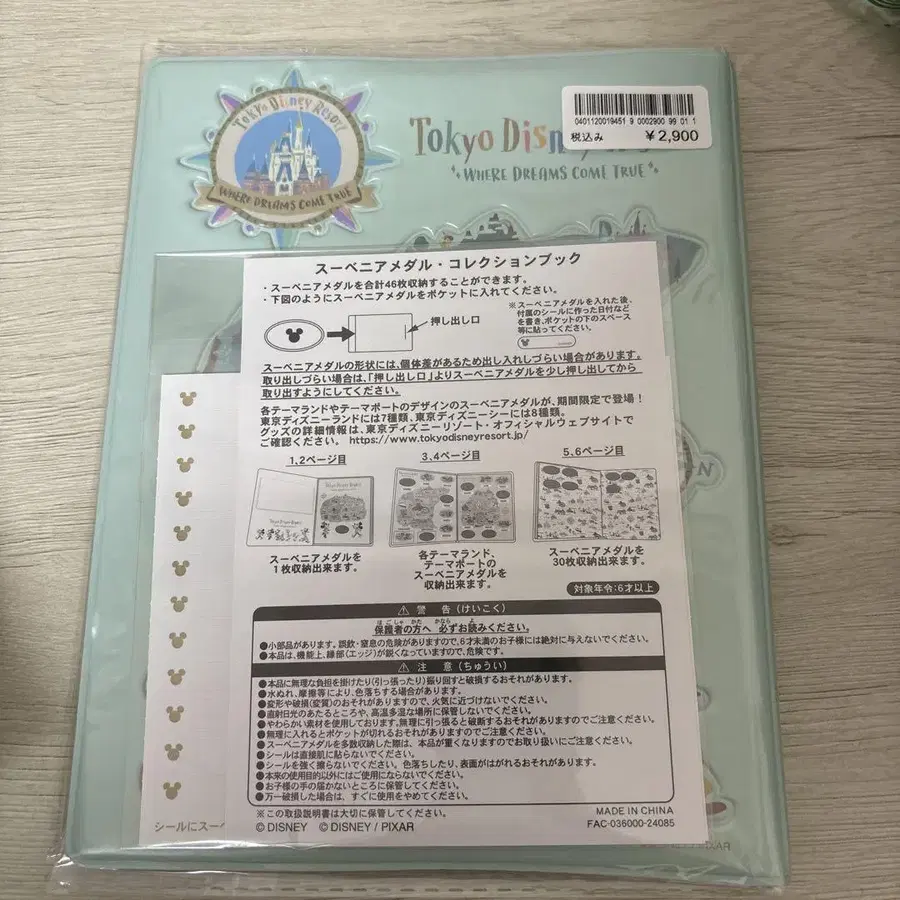 Tokyo Disney Resort
WHERE DREAMS COME TRUE
0401120019451 9 0002900 99 01 1
税込み ¥2,900
Tokyo Dis
WHERE DREAMS COME TRUE
スーベニアメダル・コレクションブック
・スーベニアメダルを合計46枚収納することができます。
・下図のようにスーベニアメダルをポケットに入れてください。
押し出し口
※スーベニアメダルを入れた後、
付属のシールに作った日付など
を書き、ポケットの下のスペース
等に貼ってください。
スーベニアメダルの形状には、個体差があるため出し入れしづらい場合があります。
取り出しづらい場合は、「押し出し口」よりスーベニアメダルを少し押し出してから
取り出すようにしてください。
各テーマランドやテーマポートのデザインのスーベニアメダルが、期間限定で登場!
東京ディズニーランドには7種類、東京ディズニーシーには8種類。
グッズの詳細情報は、東京ディズニーリゾート・オフィシャルウェブサイトで
ご確認ください。 https://www.tokyodisneyresort.jp/
1,2ページ目
3,4ページ目
5,6ページ目
スーベニアメダルを
1枚収納出来ます。
各テーマランド、
テーマポートの
スーベニアメダルを
収納出来ます。
スーベニアメダルを
30枚収納出来ます。
対象年令:6才以上
⚠ 警 告(けいこく)
保護者の方へ 必ずお読みください。
●小部品があります。誤飲・窒息の危険がありますので、6才未満のお子様には絶対に与えないでください。
●本品は、機能上、縁部(エッジ)が鋭くなっていますので、危険です。
⚠ 注 意(ちゅうい)
●本品に無理な負担を掛けたり(引っ張ったり)振り回すと破損するおそれがあります。
●水ぬれ、摩擦等により、色落ちする場合があります。
●変形や破損(変質)のおそれがありますので、火気に近づけないでください。
●直射日光のあたるところや、高温多湿な場所に保管しないでください。
●やわらかい素材を使用しております。無理に引っ張ると破断するおそれがありますのでご注意ください。
●無理に入れるとポケットが切れるおそれがありますのでご注意ください。
●スーベニアメダルを多数収納した際は、本品が重くなりますのでお取り扱いにご注意ください。
●シールは直接肌に貼らないでください。
●シールを強く擦らないでください。色落ちしたり、表面がはがれるおそれがあります。
●本来の使用目的以外にはご使用にならないでください。
●お子様の手の届かないところに保管してください。
●万一破損した場合は、すぐに使用をやめてください。
※この取扱説明書は大切に保管してください。
© DISNEY © DISNEY / PIXAR
MADE IN CHINA
FAC-036000-24085
シールにスー
PIXAR